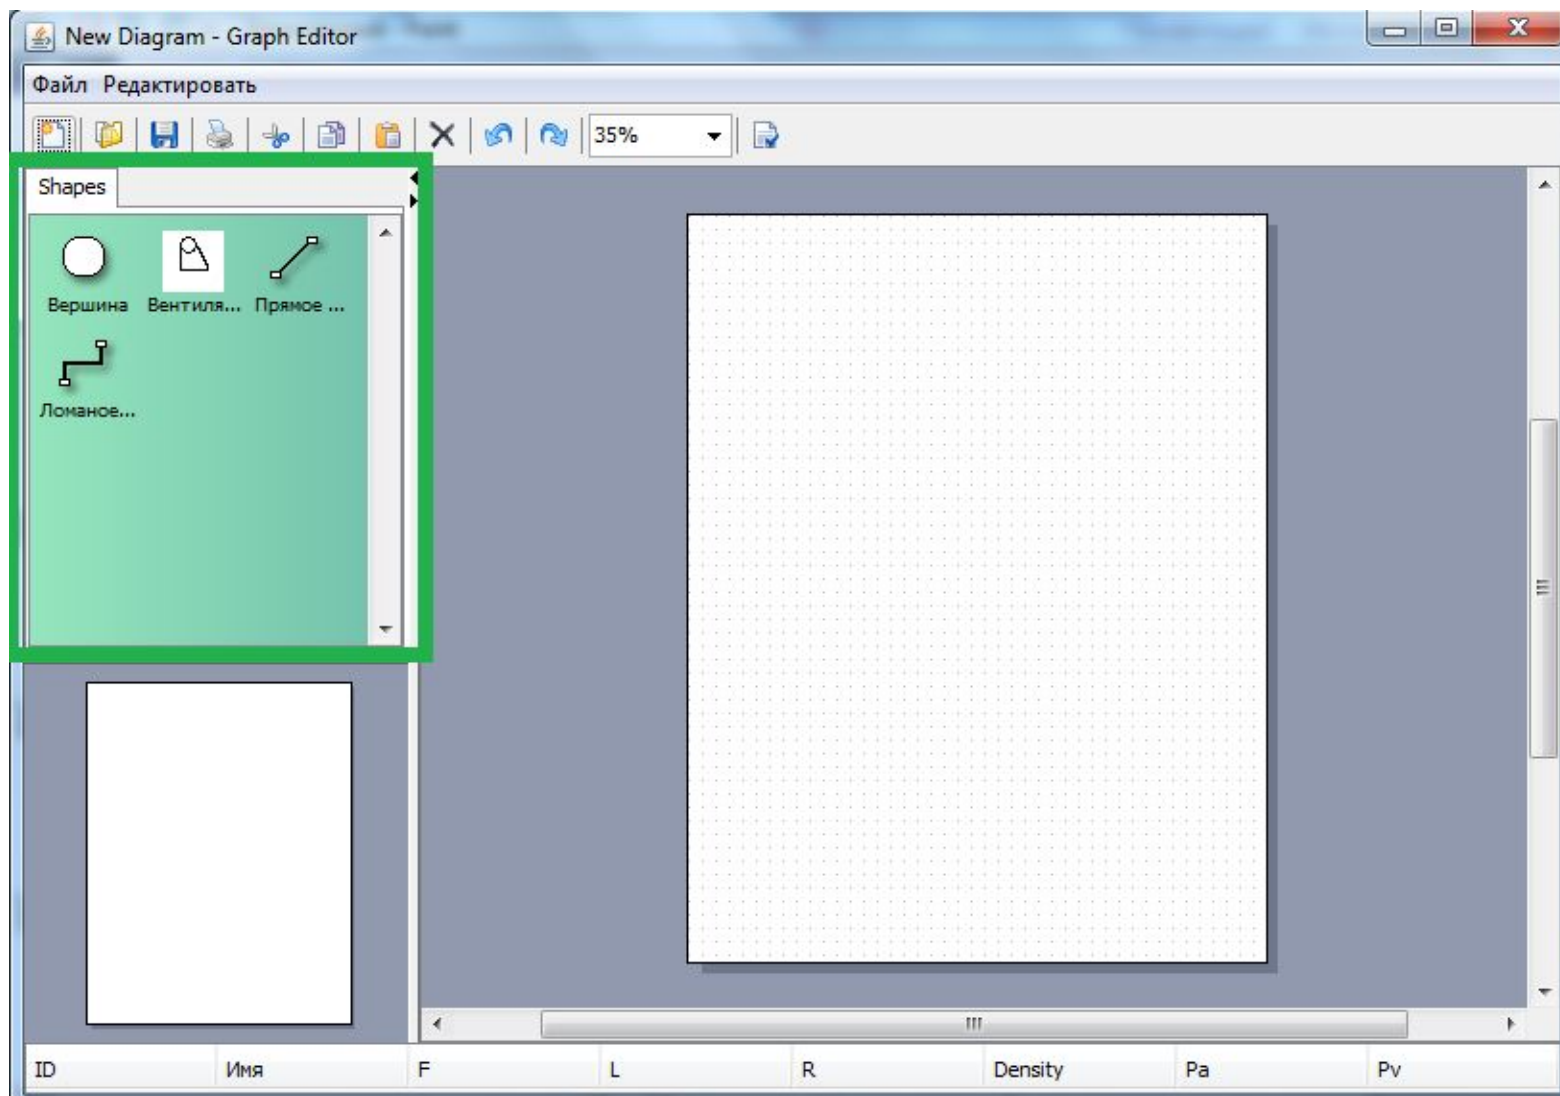 New Diagram - Graph Editor
Файл Редактировать
35%
Shapes
Вершина Вентиля... Прямое ...
Ломаное...
ID Имя F L R Density Pa Pv